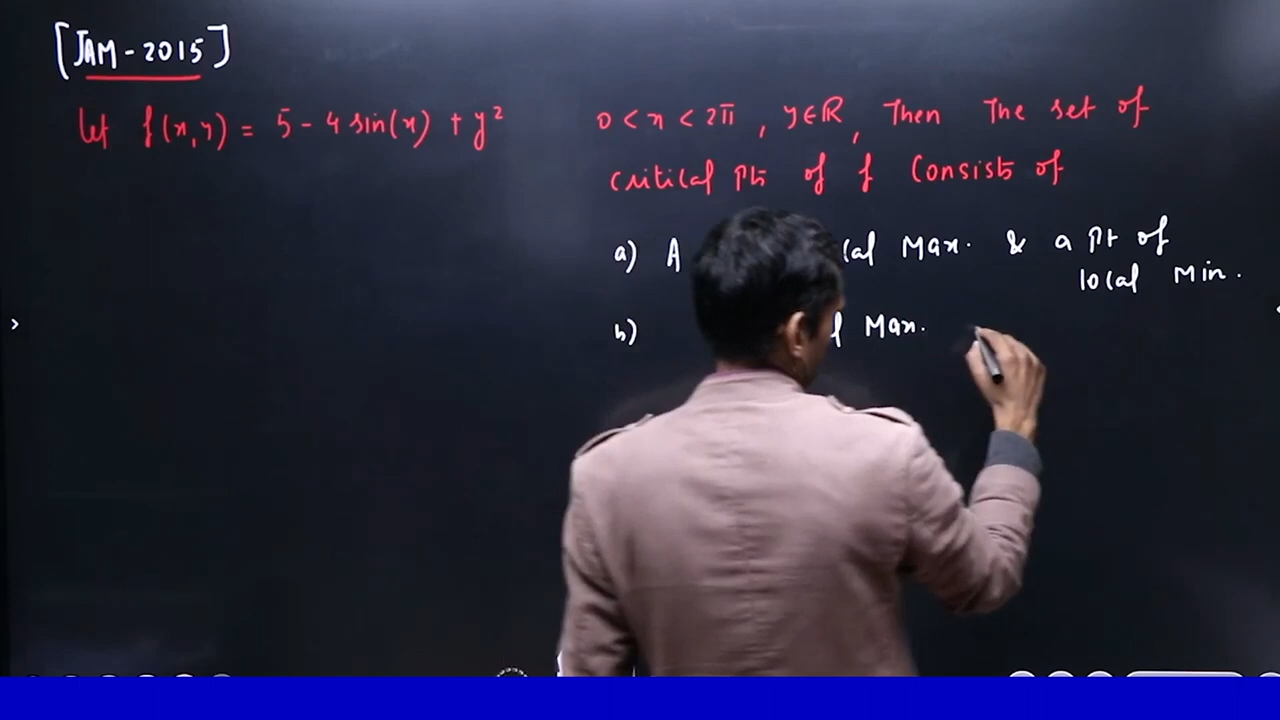 [JAM-2015]
let f(x,y) = 5 - 4 sin(x) + y² 0 < x < 2π , y∈ℝ, Then The set of
critical Pts of f Consists of
a) A Max. & a Pt of
local Min.
b) Max.